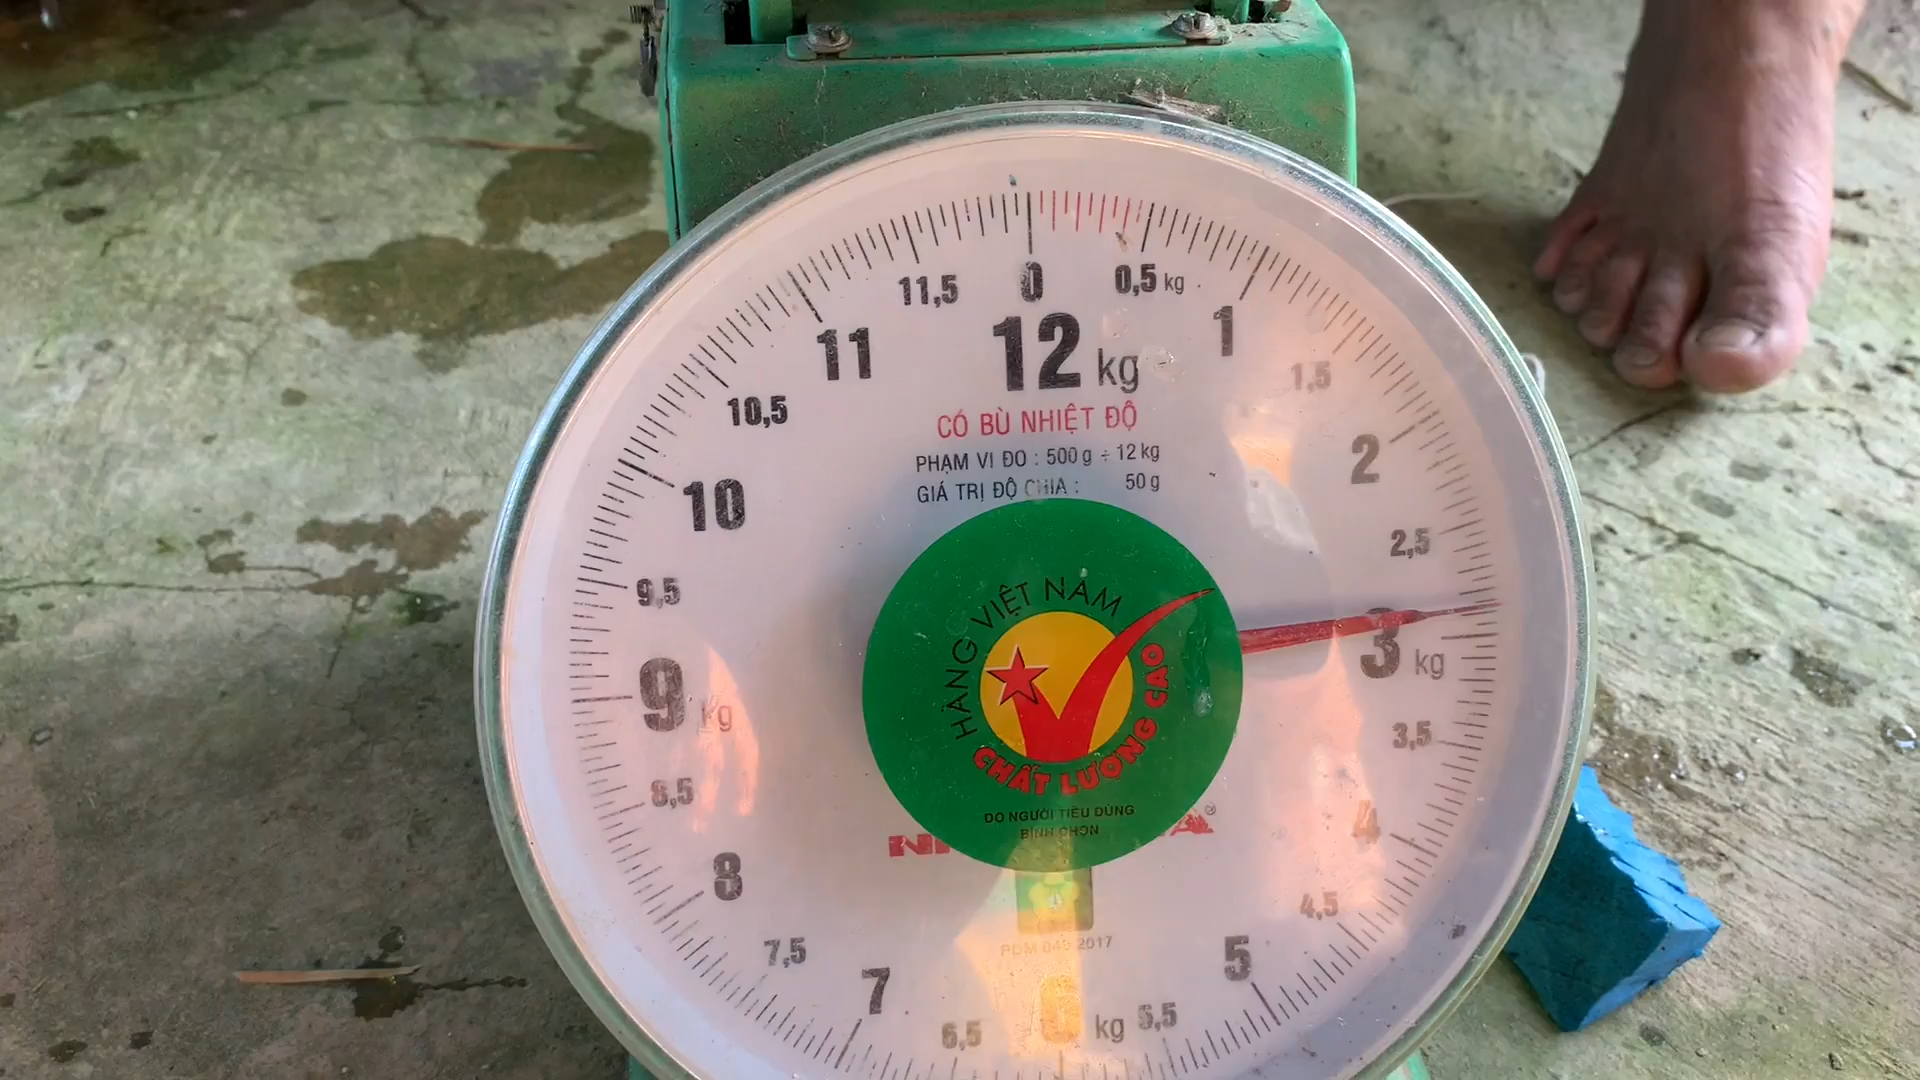 0
0,5 kg
1
1,5
2
2,5
3 kg
3,5
4
4,5
5
5,5
6 kg
6,5
7
7,5
8
8,5
9 kg
9,5
10
10,5
11
11,5
12 kg
CÓ BÙ NHIỆT ĐỘ
PHẠM VI ĐO : 500 g ÷ 12 kg
GIÁ TRỊ ĐỘ CHIA : 50 g
HÀNG VIỆT NAM
CHẤT LƯỢNG CAO
DO NGƯỜI TIÊU DÙNG
BÌNH CHỌN
PDM 049 2017